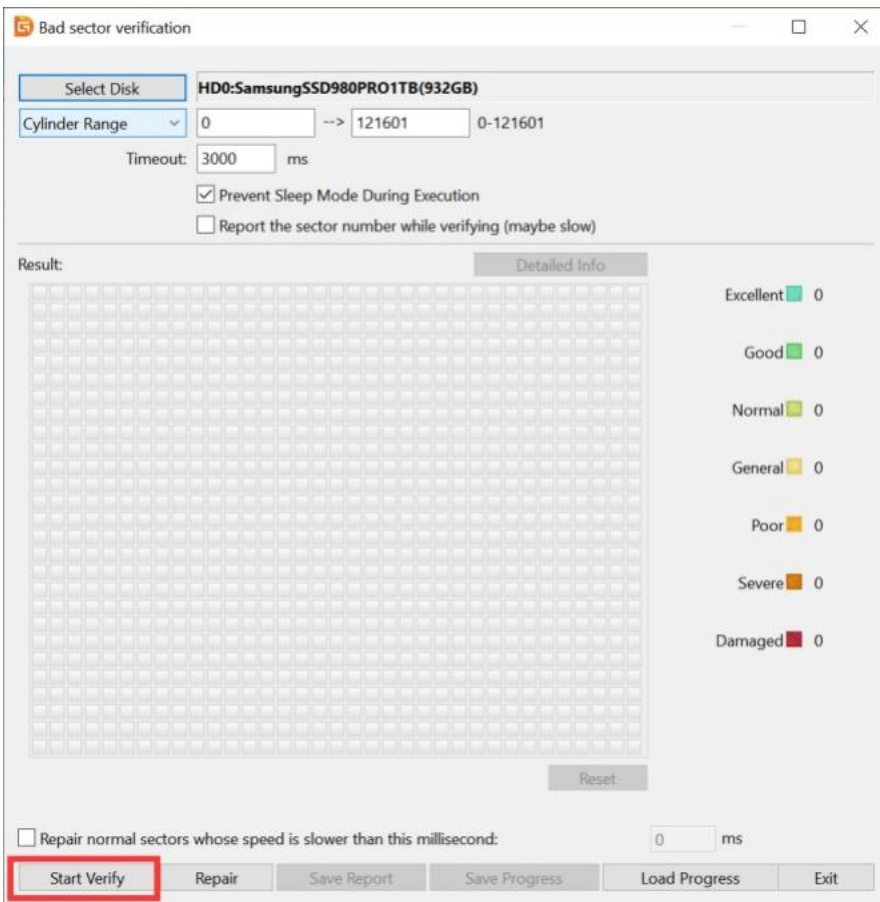 Bad sector verification
Select Disk HD0:SamsungSSD980PRO1TB(932GB)
Cylinder Range 0 --> 121601 0-121601
Timeout: 3000 ms
Prevent Sleep Mode During Execution
Report the sector number while verifying (maybe slow)
Result: Detailed Info
Excellent 0
Good 0
Normal 0
General 0
Poor 0
Severe 0
Damaged 0
Reset
Repair normal sectors whose speed is slower than this millisecond: 0 ms
Start Verify Repair Save Report Save Progress Load Progress Exit